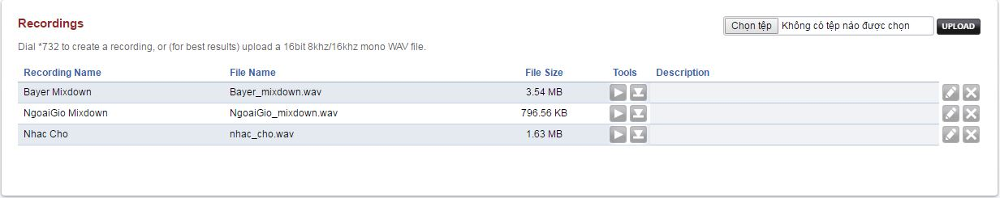 Recordings
Chọn tệp Không có tệp nào được chọn UPLOAD
Dial *732 to create a recording, or (for best results) upload a 16bit 8khz/16khz mono WAV file.
Recording Name File Name File Size Tools Description
Bayer Mixdown Bayer_mixdown.wav 3.54 MB
NgoaiGio Mixdown NgoaiGio_mixdown.wav 796.56 KB
Nhac Cho nhac_cho.wav 1.63 MB